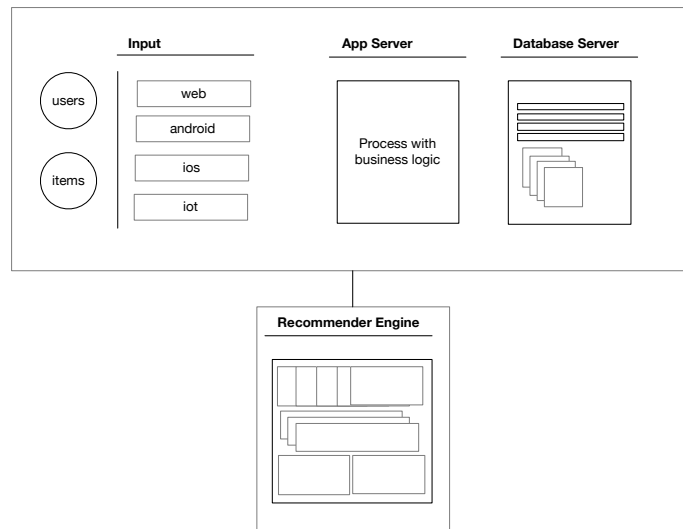 Input
App Server
Database Server
users
items
web
android
ios
iot
Process with
business logic
Recommender Engine